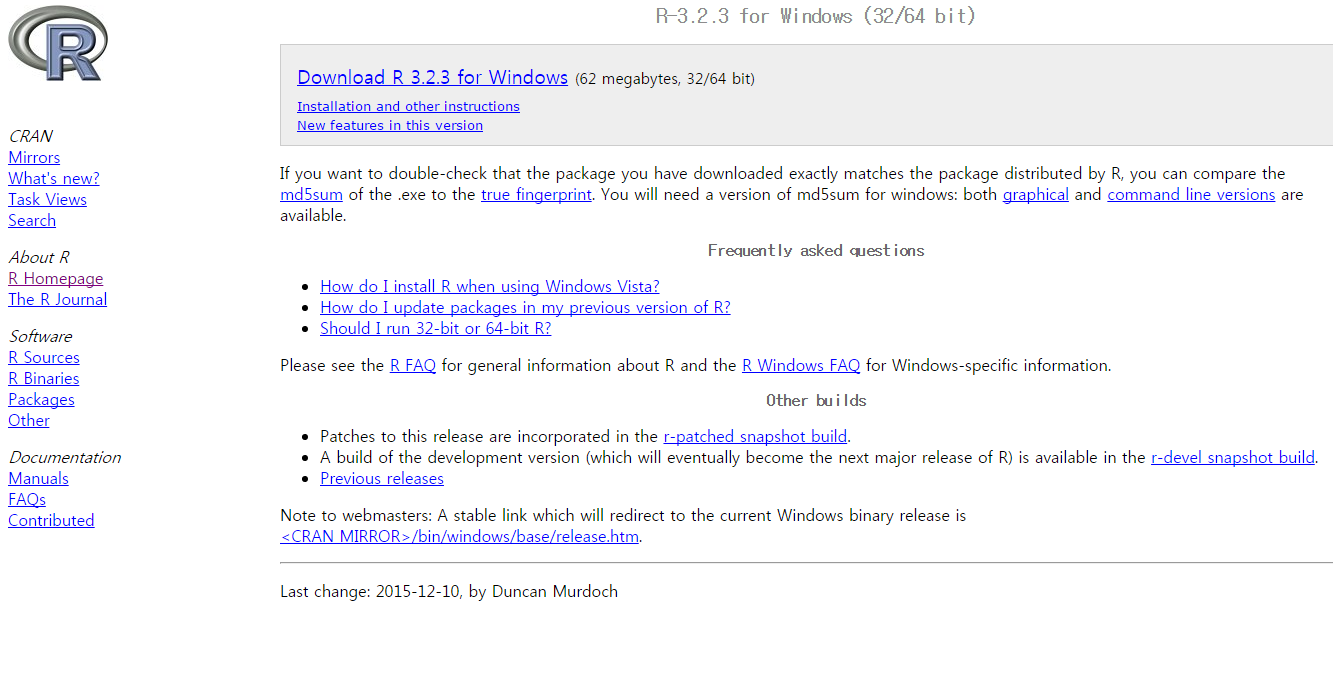 R
CRAN
Mirrors
What's new?
Task Views
Search
About R
R Homepage
The R Journal
Software
R Sources
R Binaries
Packages
Other
Documentation
Manuals
FAQs
Contributed
R-3.2.3 for Windows (32/64 bit)
Download R 3.2.3 for Windows (62 megabytes, 32/64 bit)
Installation and other instructions
New features in this version
If you want to double-check that the package you have downloaded exactly matches the package distributed by R, you can compare the
md5sum of the .exe to the true fingerprint. You will need a version of md5sum for windows: both graphical and command line versions are
available.
Frequently asked questions
How do I install R when using Windows Vista?
How do I update packages in my previous version of R?
Should I run 32-bit or 64-bit R?
Please see the R FAQ for general information about R and the R Windows FAQ for Windows-specific information.
Other builds
Patches to this release are incorporated in the r-patched snapshot build.
A build of the development version (which will eventually become the next major release of R) is available in the r-devel snapshot build.
Previous releases
Note to webmasters: A stable link which will redirect to the current Windows binary release is
<CRAN MIRROR>/bin/windows/base/release.htm.
Last change: 2015-12-10, by Duncan Murdoch